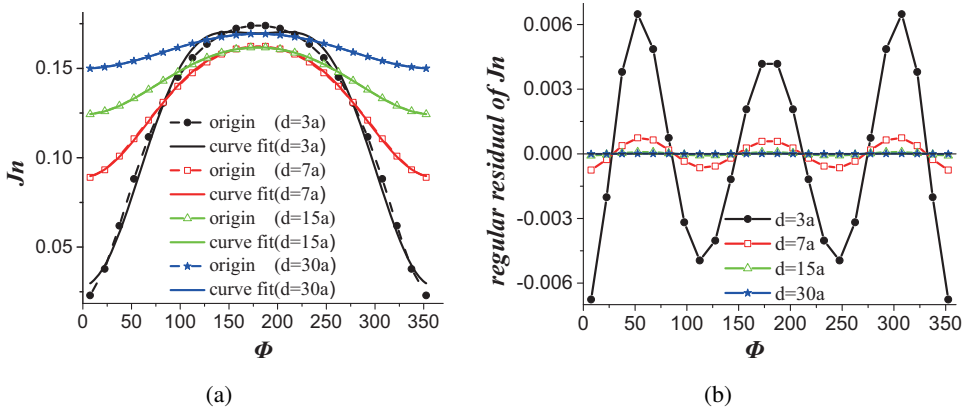 0.15
0.10
0.05
Jn
origin (d=3a)
curve fit(d=3a)
origin (d=7a)
curve fit(d=7a)
origin (d=15a)
curve fit(d=15a)
origin (d=30a)
curve fit(d=30a)
0 50 100 150 200 250 300 350
Φ
(a)
0.006
0.003
0.000
-0.003
-0.006
regular residual of Jn
d=3a
d=7a
d=15a
d=30a
0 50 100 150 200 250 300 350
Φ
(b)